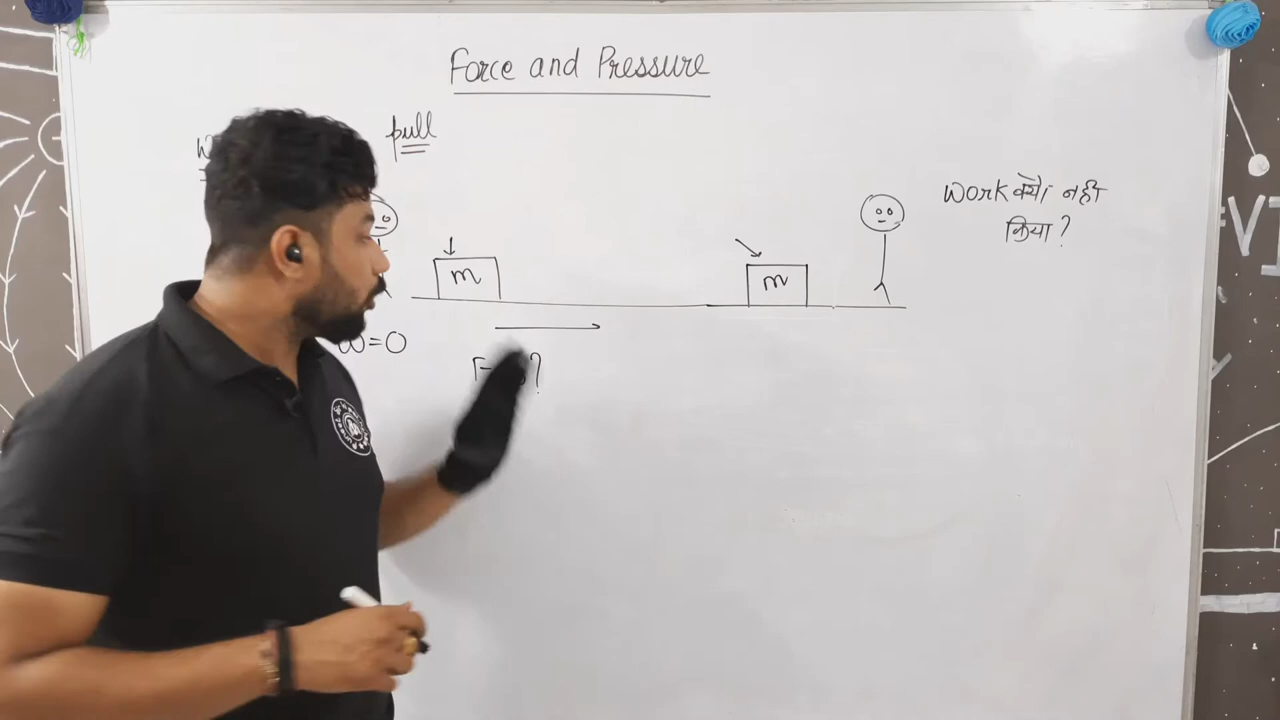 Force and Pressure
pull
work क्यों नही
किया?
m
m
=0